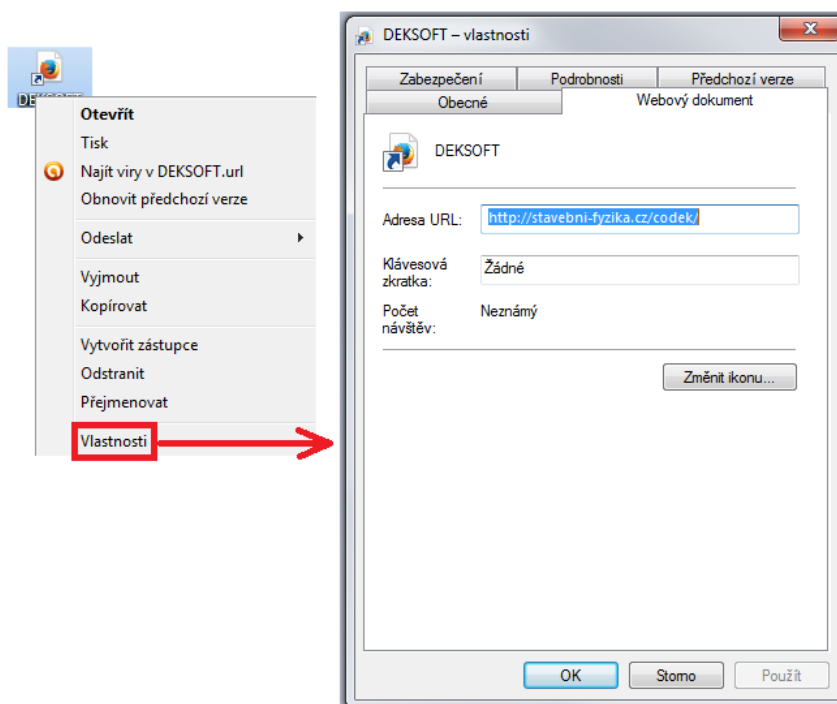 DEKSOFT
Otevřít
Tisk
Najít viry v DEKSOFT.url
Obnovit předchozí verze
Odeslat
Vyjmout
Kopírovat
Vytvořit zástupce
Odstranit
Přejmenovat
Vlastnosti
DEKSOFT – vlastnosti
Zabezpečení Podrobnosti Předchozí verze
Obecné Webový dokument
DEKSOFT
Adresa URL: http://stavebni-fyzika.cz/codek/
Klávesová
zkratka: Žádné
Počet
návštěv: Neznámý
Změnit ikonu...
OK Storno Použít